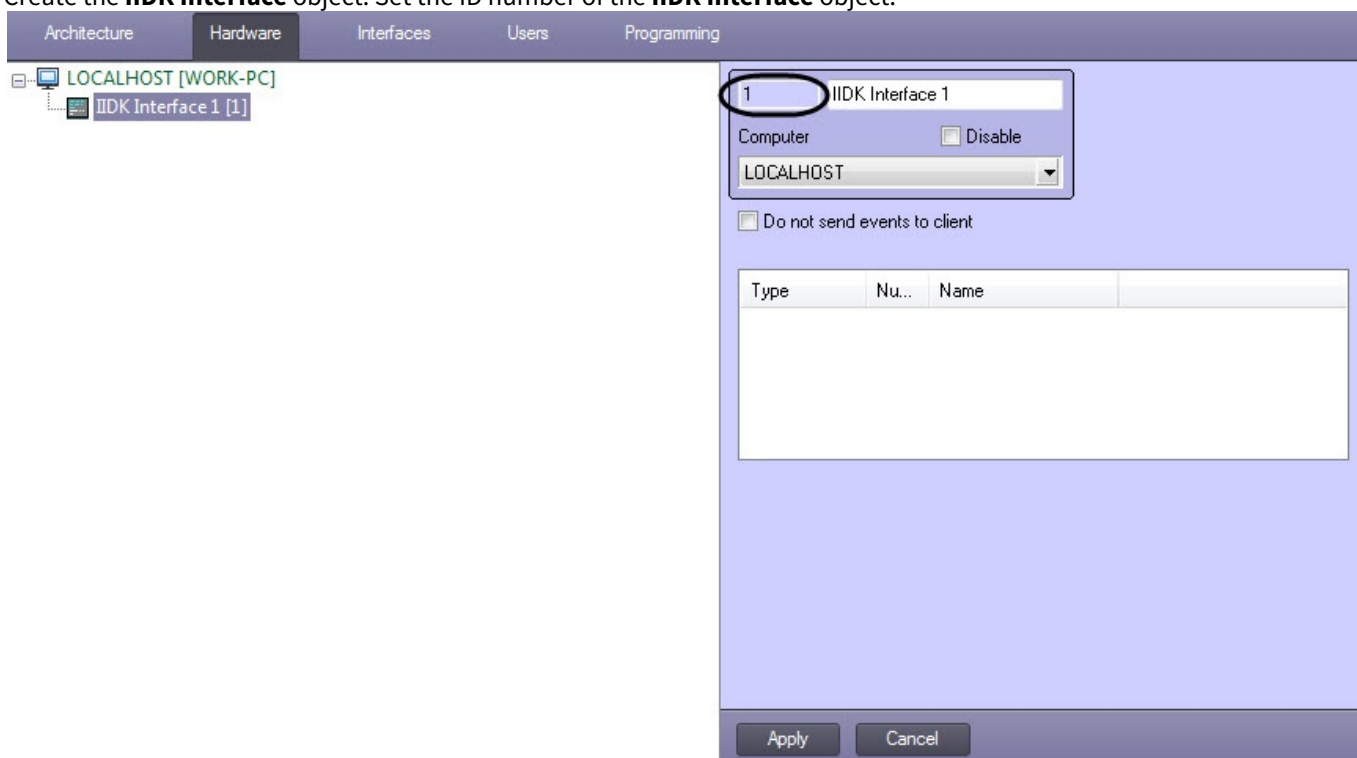 Create the IIDK Interface object. Set the ID number of the IIDK Interface object.
Architecture Hardware Interfaces Users Programming
LOCALHOST [WORK-PC]
IIDK Interface 1 [1]
1 IIDK Interface 1
Computer Disable
LOCALHOST
Do not send events to client
Type Nu... Name
Apply Cancel